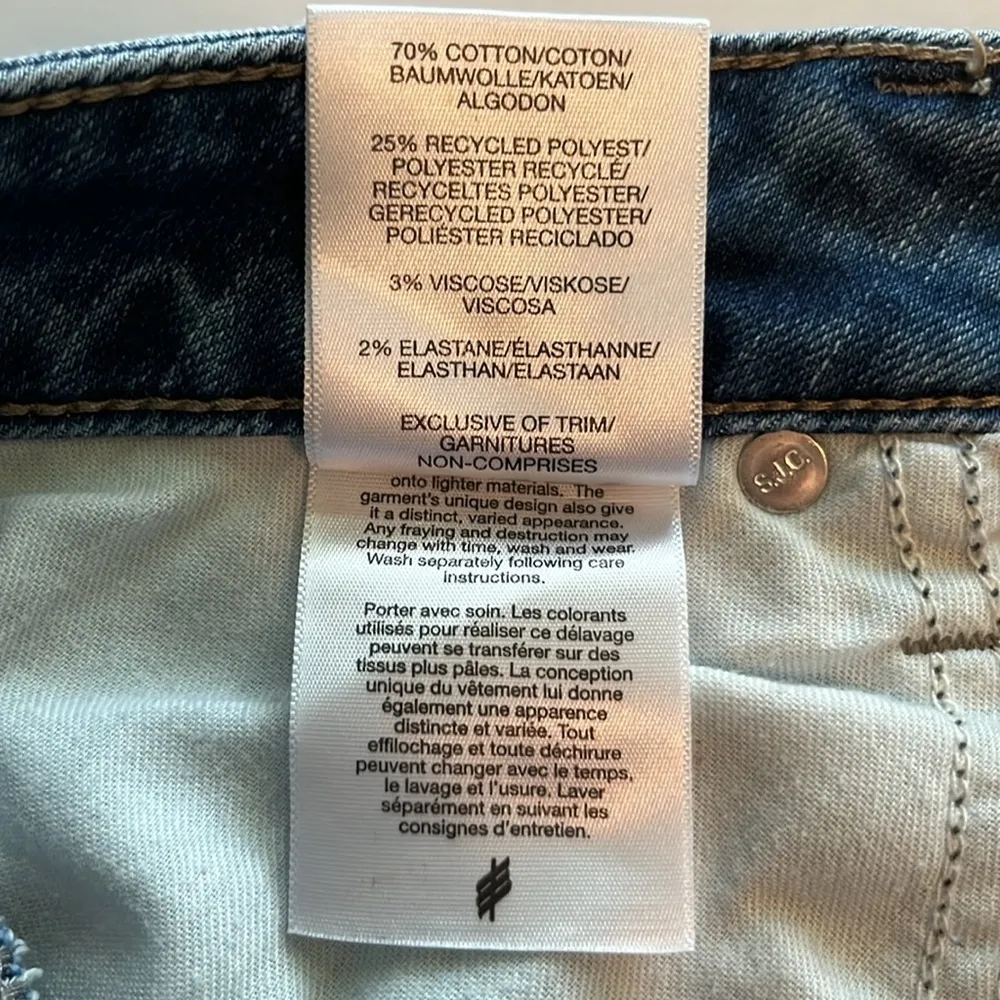 70% COTTON/COTON/
BAUMWOLLE/KATOEN/
ALGODON
25% RECYCLED POLYEST/
POLYESTER RECYCLÉ/
RECYCELTES POLYESTER/
GERECYCLED POLYESTER/
POLIÉSTER RECICLADO
3% VISCOSE/VISKOSE/
VISCOSA
2% ELASTANE/ÉLASTHANNE/
ELASTHAN/ELASTAAN
EXCLUSIVE OF TRIM/
GARNITURES
NON-COMPRISES
onto lighter materials. The
garment's unique design also give
it a distinct, varied appearance.
Any fraying and destruction may
change with time, wash and wear.
Wash separately following care
instructions.
Porter avec soin. Les colorants
utilisés pour réaliser ce délavage
peuvent se transférer sur des
tissus plus pâles. La conception
unique du vêtement lui donne
également une apparence
distincte et variée. Tout
effilochage et toute déchirure
peuvent changer avec le temps,
le lavage et l'usure. Laver
séparément en suivant les
consignes d'entretien.
S.J.C.